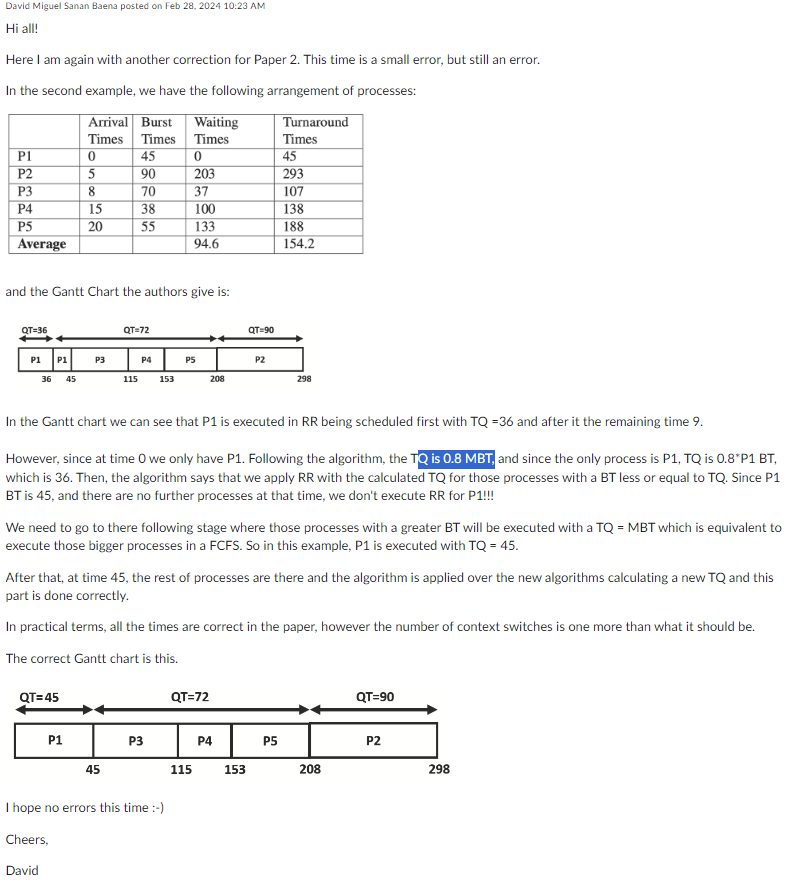 David Miguel Sanan Baena posted on Feb 28, 2024 10:23 AM
Hi all!
Here I am again with another correction for Paper 2. This time is a small error, but still an error.
In the second example, we have the following arrangement of processes:
Arrival Burst Waiting Turnaround
Times Times Times Times
P1 0 45 0 45
P2 5 90 203 293
P3 8 70 37 107
P4 15 38 100 138
P5 20 55 133 188
Average 94.6 154.2
and the Gantt Chart the authors give is:
QT=36 QT=72 QT=90
P1 P1 P3 P4 P5 P2
36 45 115 153 208 298
In the Gantt chart we can see that P1 is executed in RR being scheduled first with TQ =36 and after it the remaining time 9.
However, since at time 0 we only have P1. Following the algorithm, the TQ is 0.8 MBT, and since the only process is P1, TQ is 0.8*P1 BT,
which is 36. Then, the algorithm says that we apply RR with the calculated TQ for those processes with a BT less or equal to TQ. Since P1
BT is 45, and there are no further processes at that time, we don't execute RR for P1!!!
We need to go to there following stage where those processes with a greater BT will be executed with a TQ = MBT which is equivalent to
execute those bigger processes in a FCFS. So in this example, P1 is executed with TQ = 45.
After that, at time 45, the rest of processes are there and the algorithm is applied over the new algorithms calculating a new TQ and this
part is done correctly.
In practical terms, all the times are correct in the paper, however the number of context switches is one more than what it should be.
The correct Gantt chart is this.
QT=45 QT=72 QT=90
P1 P3 P4 P5 P2
45 115 153 208 298
I hope no errors this time :-)
Cheers,
David